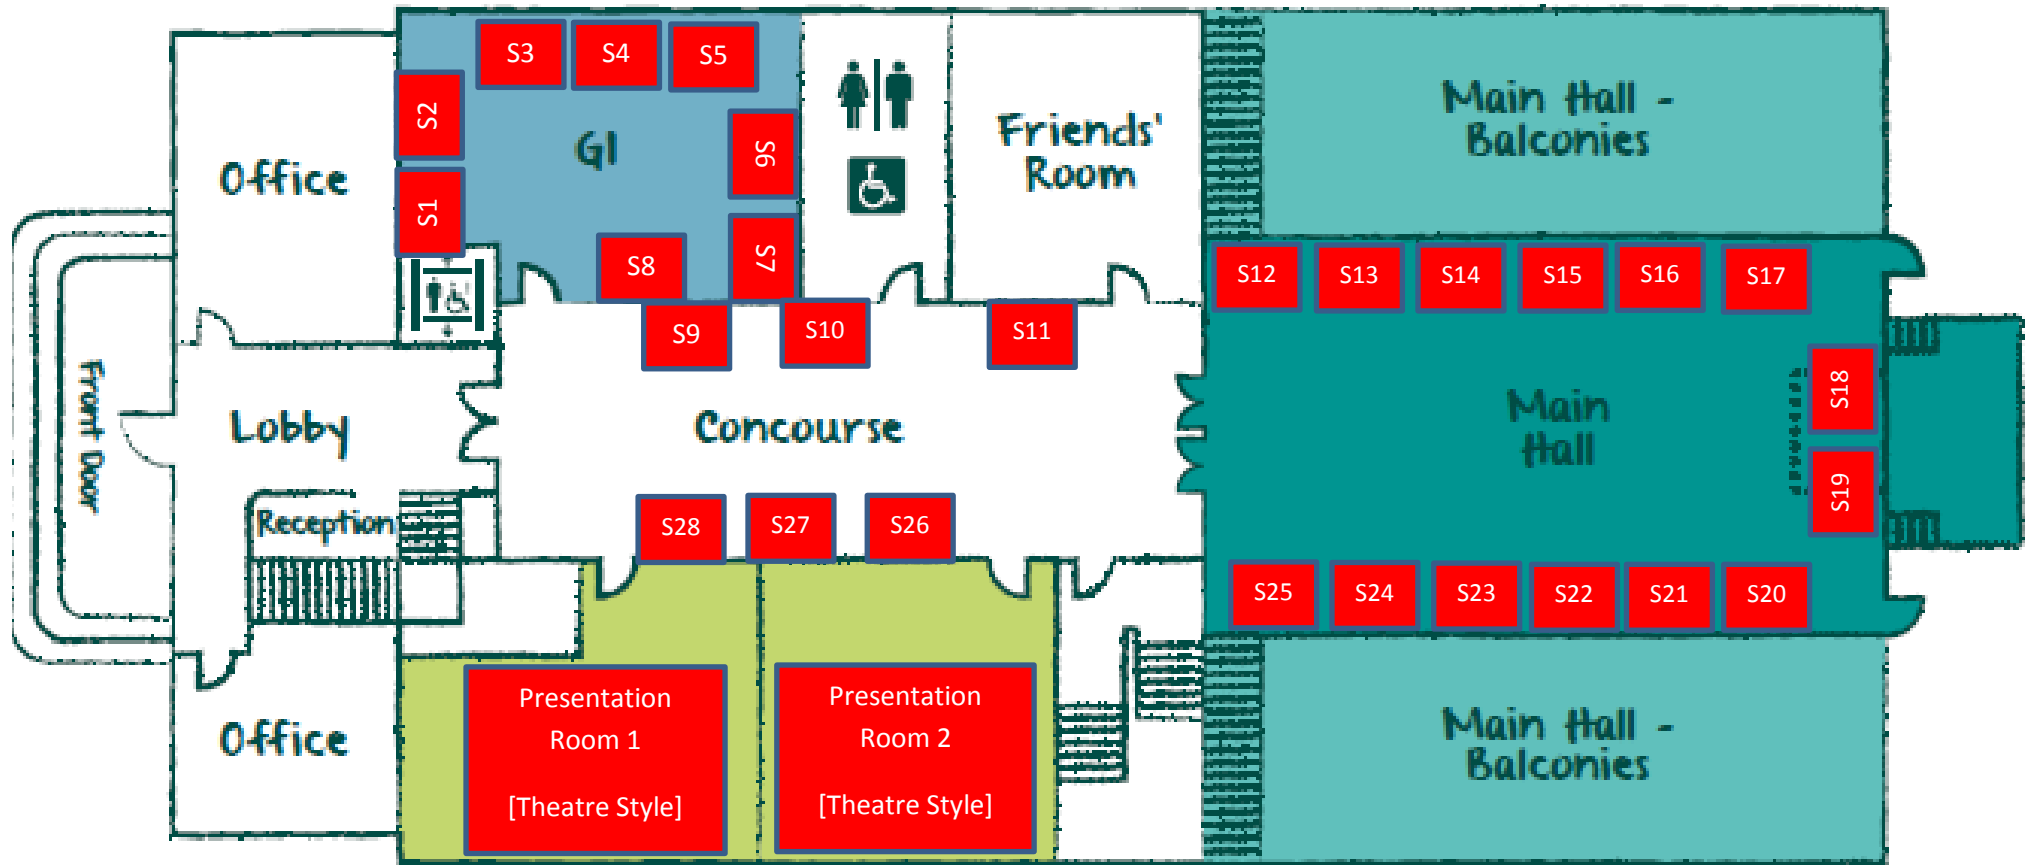 S3
S4
S5
S2
S1
G1
S6
S7
S8
Office
Friends'
Room
Main Hall -
Balconies
S9
S10
S11
S12
S13
S14
S15
S16
S17
S18
S19
Front Door
Lobby
Concourse
Main
Hall
Reception
S28
S27
S26
S25
S24
S23
S22
S21
S20
Office
Presentation
Room 1
[Theatre Style]
Presentation
Room 2
[Theatre Style]
Main Hall -
Balconies